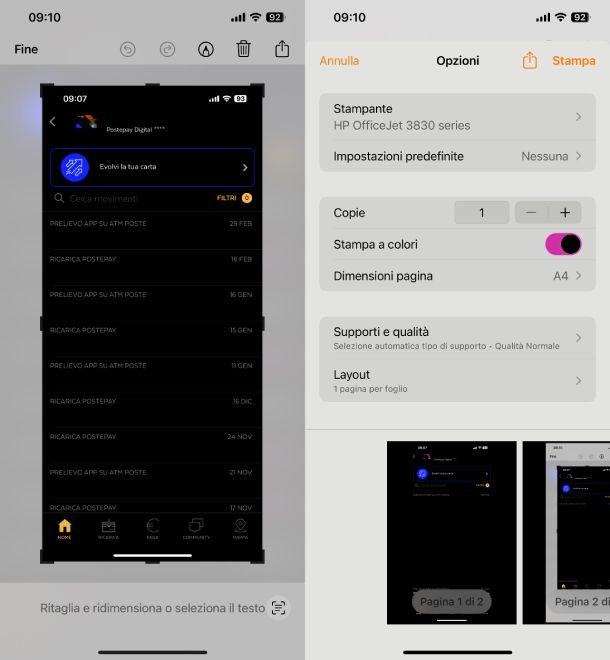 09:10
92
Fine
09:07
93
Postepay Digital ****
Evolvi la tua carta
Cerca movimenti
FILTRI 0
PRELIEVO APP SU ATM POSTE 29 FEB
RICARICA POSTEPAY 18 FEB
PRELIEVO APP SU ATM POSTE 16 GEN
RICARICA POSTEPAY 15 GEN
PRELIEVO APP SU ATM POSTE 11 GEN
RICARICA POSTEPAY 16 DIC
RICARICA POSTEPAY 24 NOV
PRELIEVO APP SU ATM POSTE 21 NOV
RICARICA POSTEPAY 17 NOV
HOME RICARICA PAGA COMMUNITY MAPPA
Ritaglia e ridimensiona o seleziona il testo
09:10
92
Annulla Opzioni Stampa
Stampante
HP OfficeJet 3830 series
Impostazioni predefinite Nessuna
Copie 1 − +
Stampa a colori
Dimensioni pagina A4
Supporti e qualità
Selezione automatica tipo di supporto • Qualità Normale
Layout
1 pagina per foglio
Pagina 1 di 2
Pagina 2 di